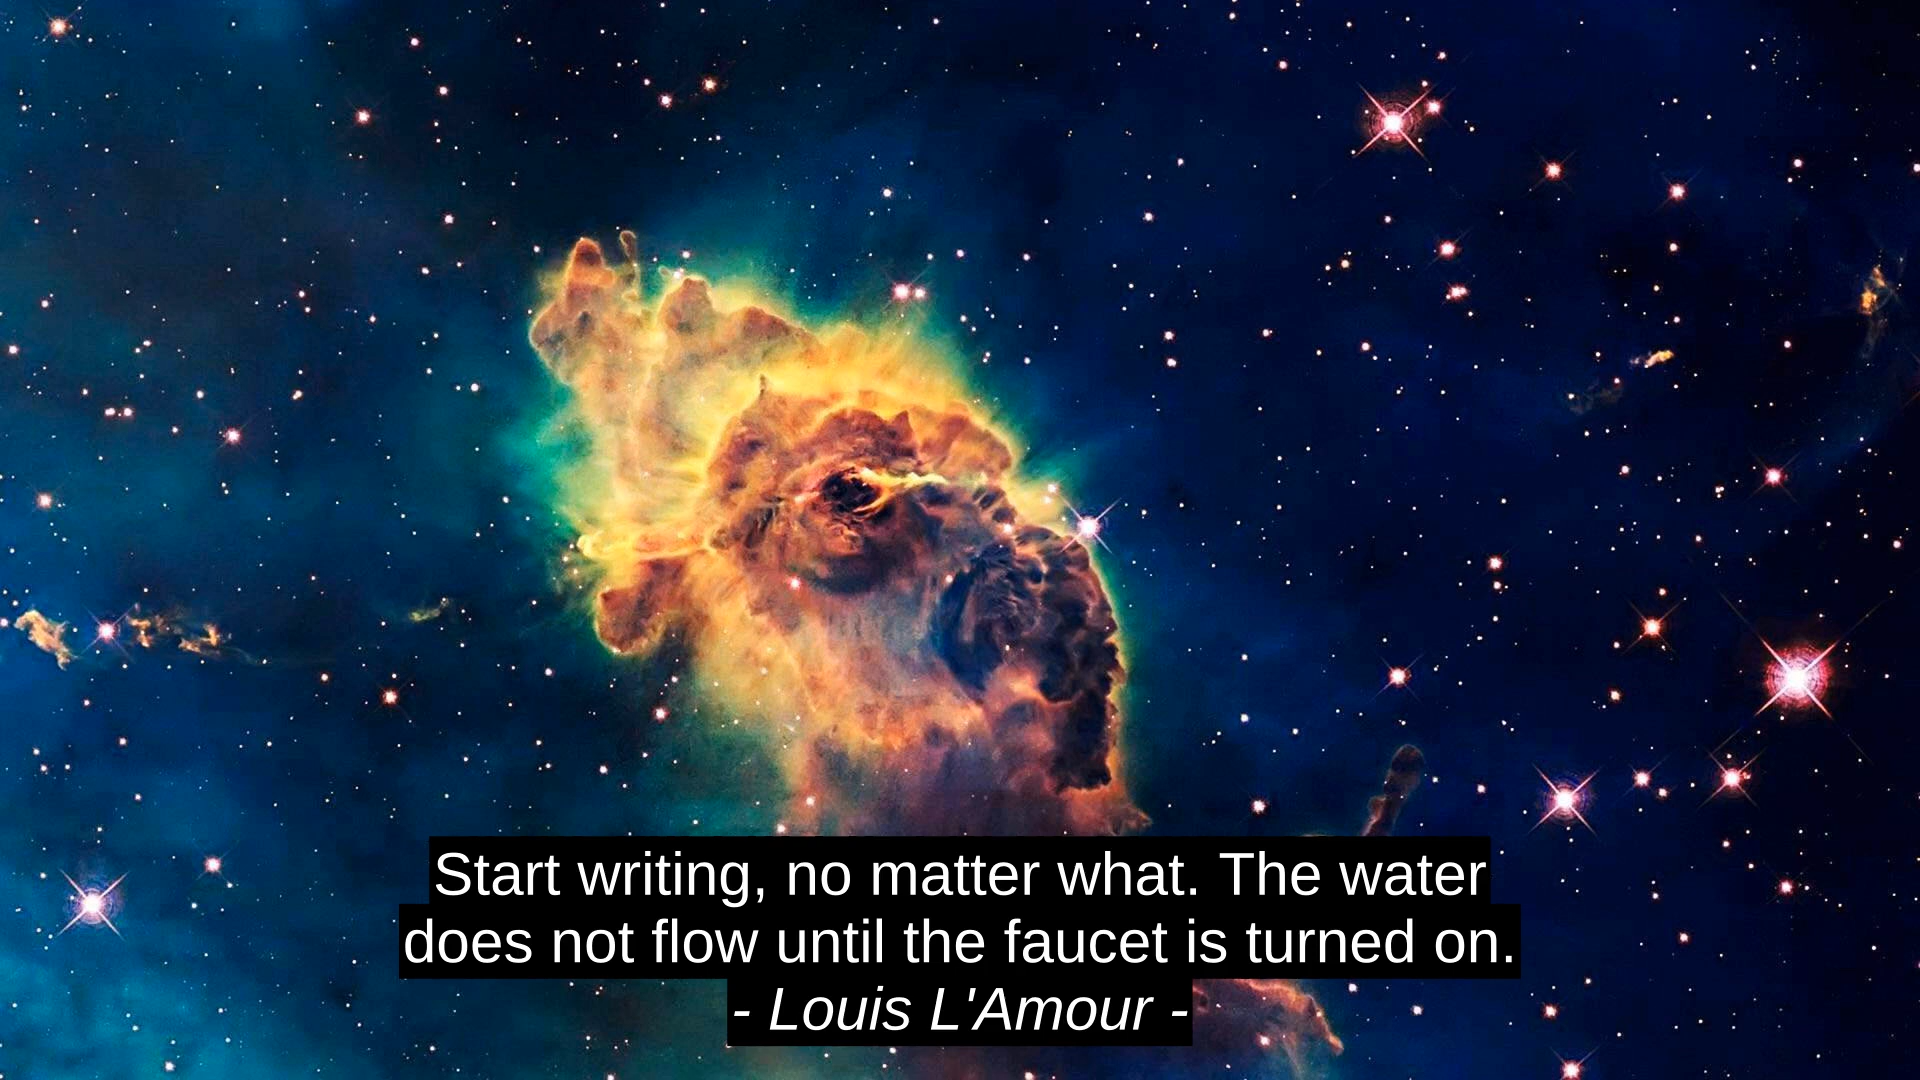 Start writing, no matter what. The water
does not flow until the faucet is turned on.
- Louis L'Amour -